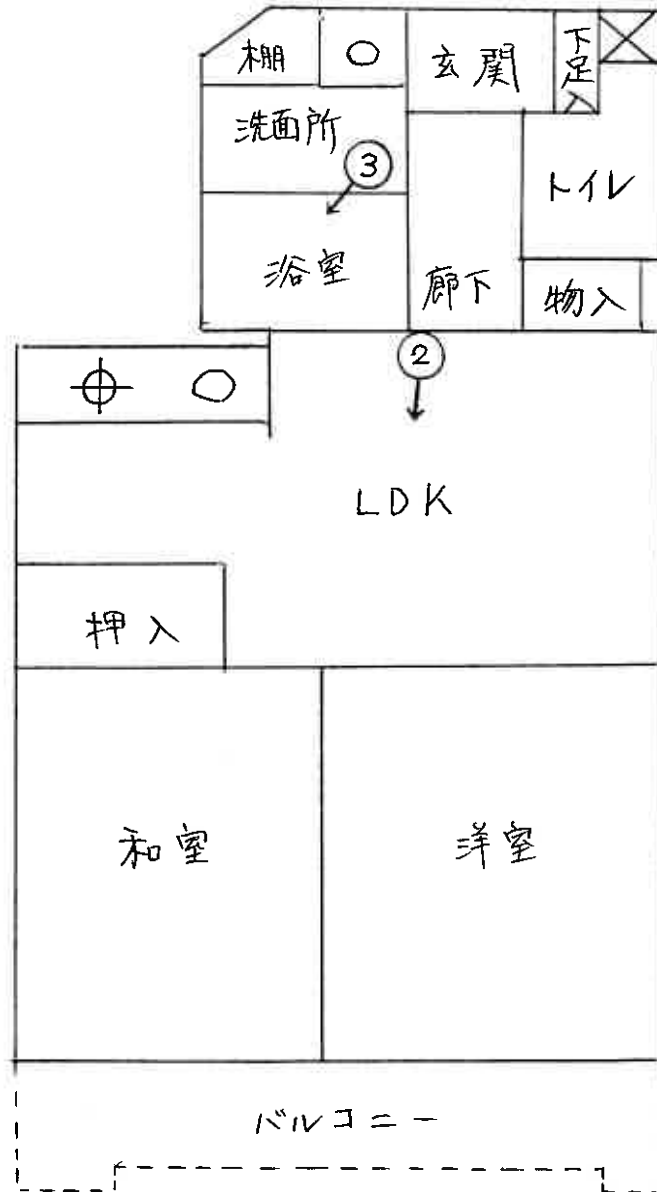 棚
玄関
下足入
洗面所
③
トイレ
浴室
廊下
物入
②
LDK
押入
和室
洋室
バルコニー